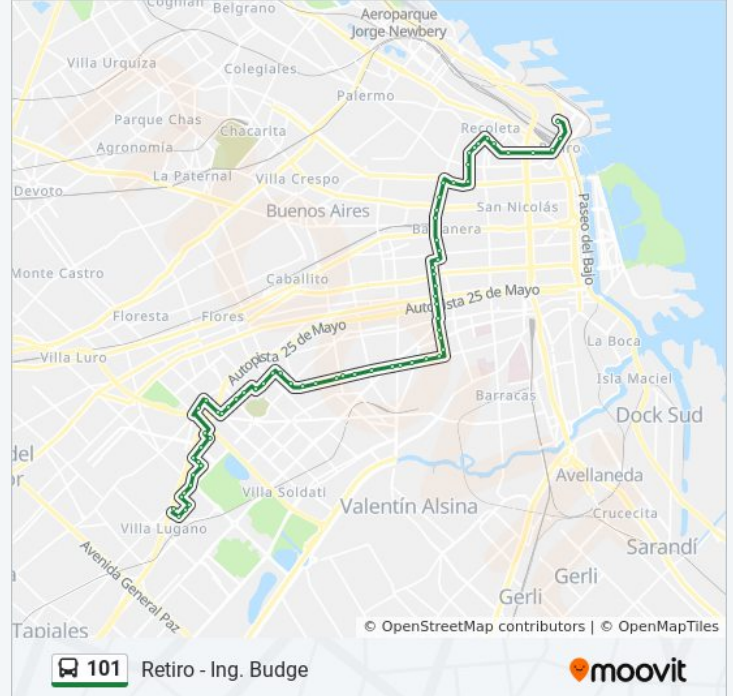 Coghlan
Belgrano
Aeroparque
Jorge Newbery
Villa Urquiza
Colegiales
Palermo
Parque Chas
Chacarita
Recoleta
Agronomía
Retiro
La Paternal
Villa Crespo
Devoto
Buenos Aires
San Nicolás
Balvanera
Paseo del Bajo
Monte Castro
Caballito
Autopista 25 de Mayo
Floresta
Flores
Autopista 25 de Mayo
Villa Luro
La Boca
Isla Maciel
Barracas
Dock Sud
del
Avellaneda
Villa Soldati
Valentín Alsina
Crucecita
Villa Lugano
Sarandí
Avenida General Paz
Gerli
Gerli
Tapiales
© OpenStreetMap contributors | © OpenMapTiles
101 Retiro - Ing. Budge
moovit